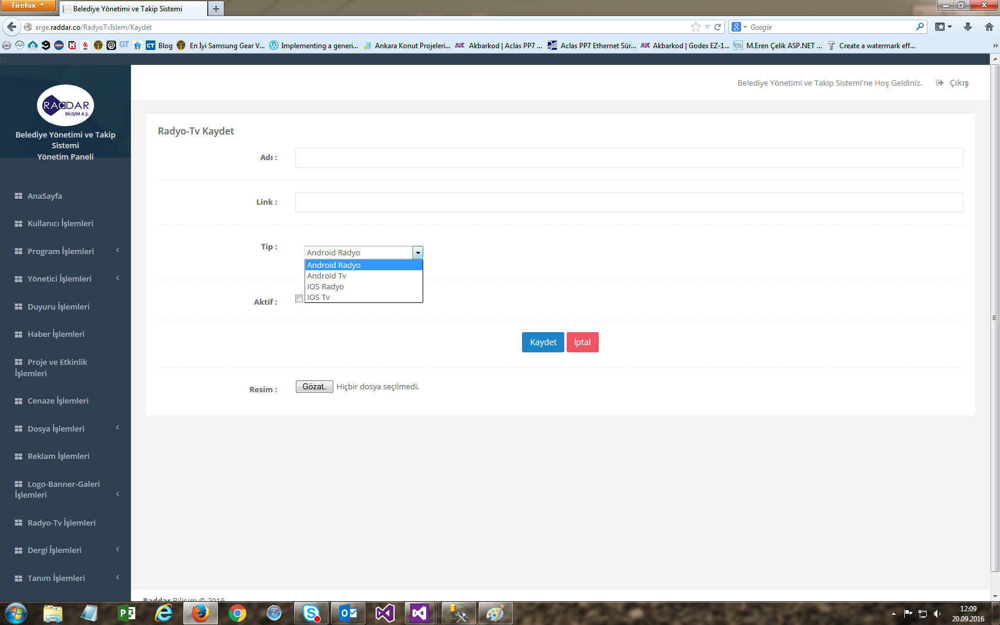 Firefox
Belediye Yönetimi ve Takip Sistemi
arge.raddar.co/RadyoTvIslem/Kaydet
Google
GT
CT Blog
En İyi Samsung Gear V...
Implementing a generi...
Ankara Konut Projeleri...
Akbarkod | Aclas PP7 ...
Aclas PP7 Ethernet Sür...
Akbarkod | Godex EZ-1...
M.Eren Çelik ASP.NET ...
Create a watermark eff...
Belediye Yönetimi ve Takip Sistemi'ne Hoş Geldiniz.
Çıkış
RADDAR
BİLİŞİM A.Ş.
Belediye Yönetimi ve Takip
Sistemi
Yönetim Paneli
AnaSayfa
Kullanıcı İşlemleri
Program İşlemleri
Yönetici İşlemleri
Duyuru İşlemleri
Haber İşlemleri
Proje ve Etkinlik
İşlemleri
Cenaze İşlemleri
Dosya İşlemleri
Reklam İşlemleri
Logo-Banner-Galeri
İşlemleri
Radyo-Tv İşlemleri
Dergi İşlemleri
Tanım İşlemleri
Radyo-Tv Kaydet
Adı :
Link :
Tip :
Android Radyo
Android Radyo
Android Tv
IOS Radyo
IOS Tv
Aktif :
Kaydet
İptal
Resim :
Gözat..
Hiçbir dosya seçilmedi.
Raddar Bilişim © 2016
12:09
20.09.2016